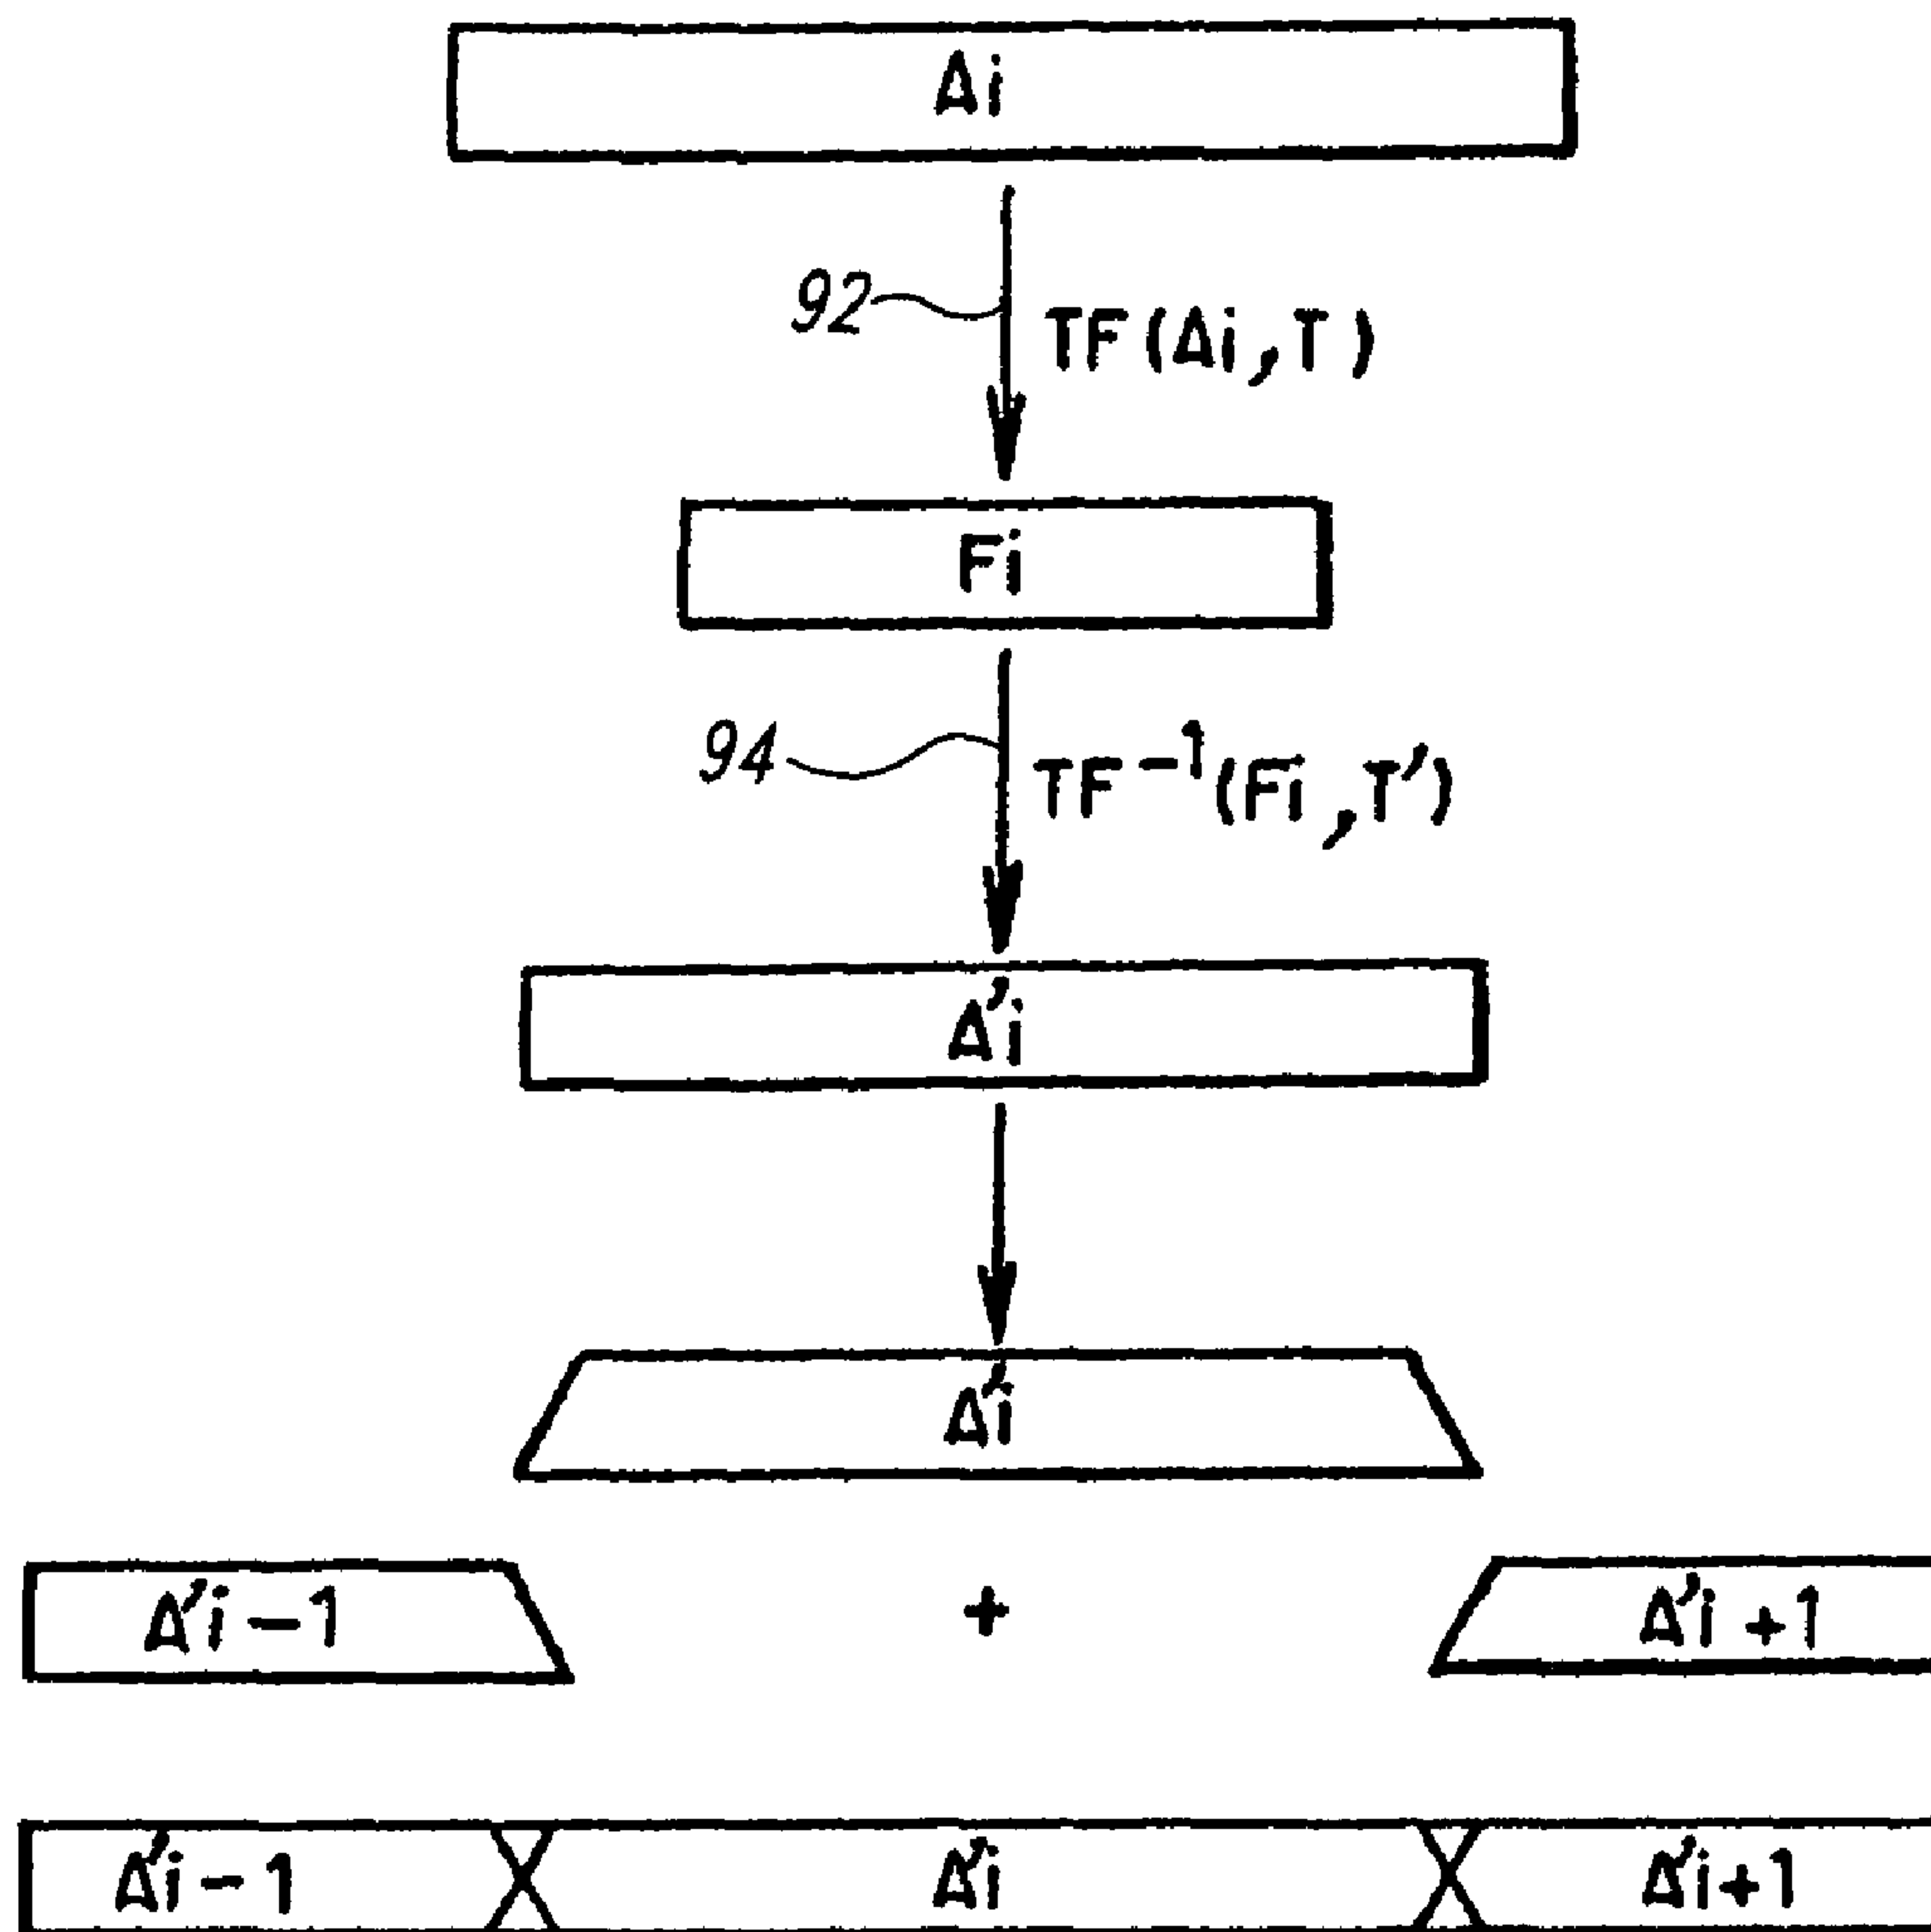 Ai
92
TF(Ai,T)
Fi
94
TF⁻¹(Fi,T')
A'i
A'i
A'i-1 + A'i+1
A'i-1 A'i A'i+1